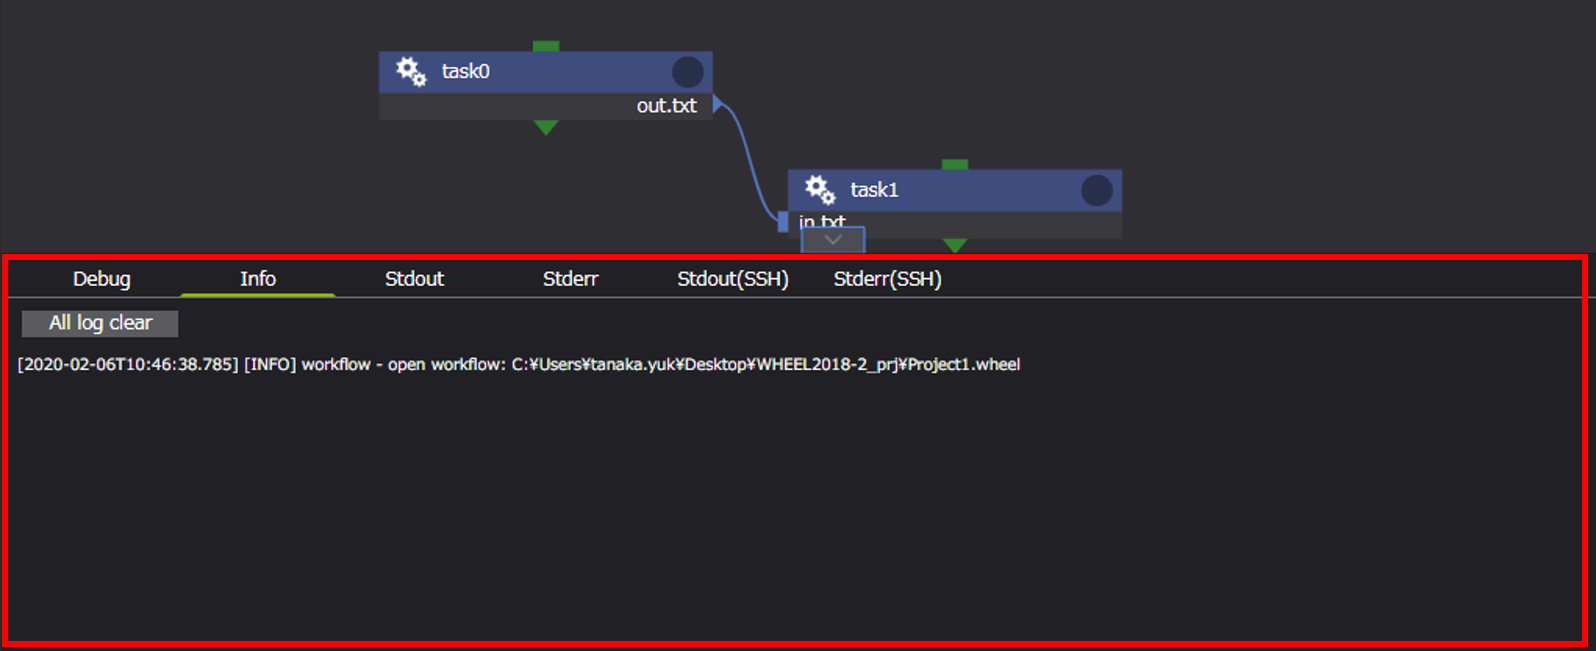 task0
out.txt
task1
in.txt
Debug Info Stdout Stderr Stdout(SSH) Stderr(SSH)
All log clear
[2020-02-06T10:46:38.785] [INFO] workflow - open workflow: C:¥Users¥tanaka.yuk¥Desktop¥WHEEL2018-2_prj¥Project1.wheel